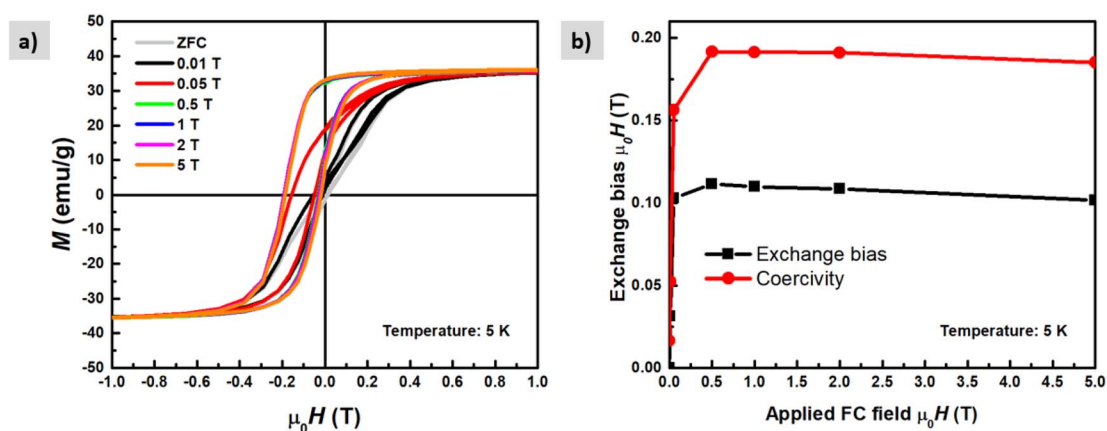 a)
50
40
30
20
10
0
-10
-20
-30
-40
-50
M (emu/g)
ZFC
0.01 T
0.05 T
0.5 T
1 T
2 T
5 T
Temperature: 5 K
-1.0 -0.8 -0.6 -0.4 -0.2 0.0 0.2 0.4 0.6 0.8 1.0
μ₀H (T)
b)
0.20
0.15
0.10
0.05
0.00
Exchange bias μ₀H (T)
Exchange bias
Coercivity
Temperature: 5 K
0.0 0.5 1.0 1.5 2.0 2.5 3.0 3.5 4.0 4.5 5.0
Applied FC field μ₀H (T)